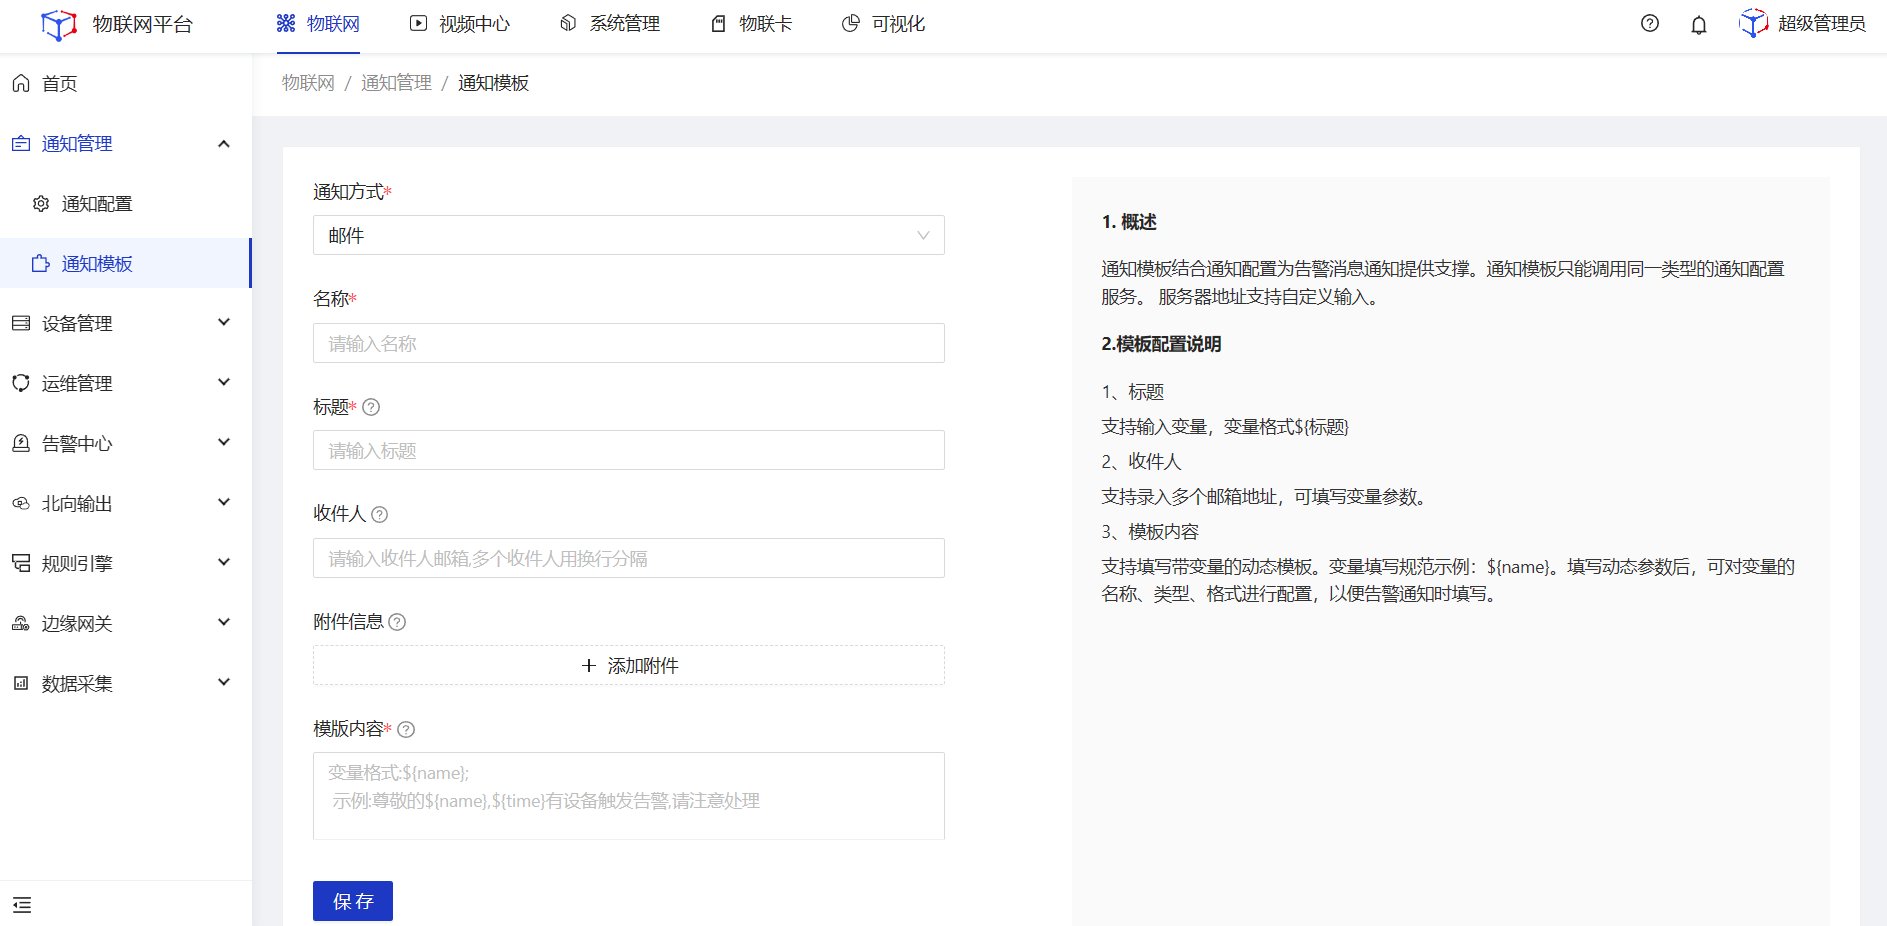 物联网平台
物联网
视频中心
系统管理
物联卡
可视化
超级管理员
首页
通知管理
通知配置
通知模板
设备管理
运维管理
告警中心
北向输出
规则引擎
边缘网关
数据采集
物联网 / 通知管理 / 通知模板
通知方式*
邮件
名称*
请输入名称
标题*
请输入标题
收件人
请输入收件人邮箱,多个收件人用换行分隔
附件信息
添加附件
模版内容*
变量格式:${name};
示例:尊敬的${name},${time}有设备触发告警,请注意处理
保 存
1. 概述
通知模板结合通知配置为告警消息通知提供支撑。通知模板只能调用同一类型的通知配置
服务。 服务器地址支持自定义输入。
2.模板配置说明
1、标题
支持输入变量，变量格式${标题}
2、收件人
支持录入多个邮箱地址，可填写变量参数。
3、模板内容
支持填写带变量的动态模板。变量填写规范示例：${name}。填写动态参数后，可对变量的
名称、类型、格式进行配置，以便告警通知时填写。